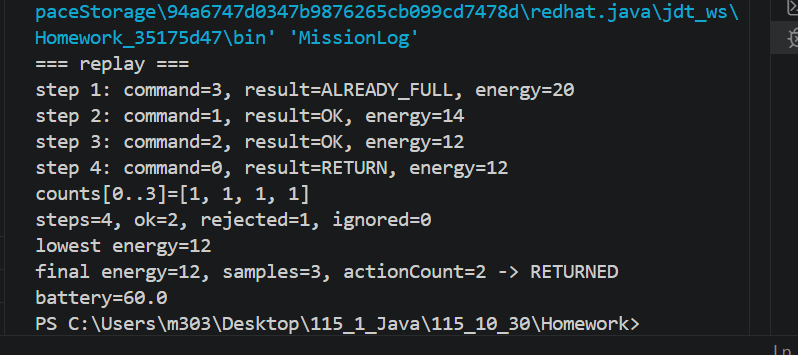 paceStorage\94a6747d0347b9876265cb099cd7478d\redhat.java\jdt_ws\
Homework_35175d47\bin' 'MissionLog'
=== replay ===
step 1: command=3, result=ALREADY_FULL, energy=20
step 2: command=1, result=OK, energy=14
step 3: command=2, result=OK, energy=12
step 4: command=0, result=RETURN, energy=12
counts[0..3]=[1, 1, 1, 1]
steps=4, ok=2, rejected=1, ignored=0
lowest energy=12
final energy=12, samples=3, actionCount=2 -> RETURNED
battery=60.0
PS C:\Users\m303\Desktop\115_1_Java\115_10_30\Homework>